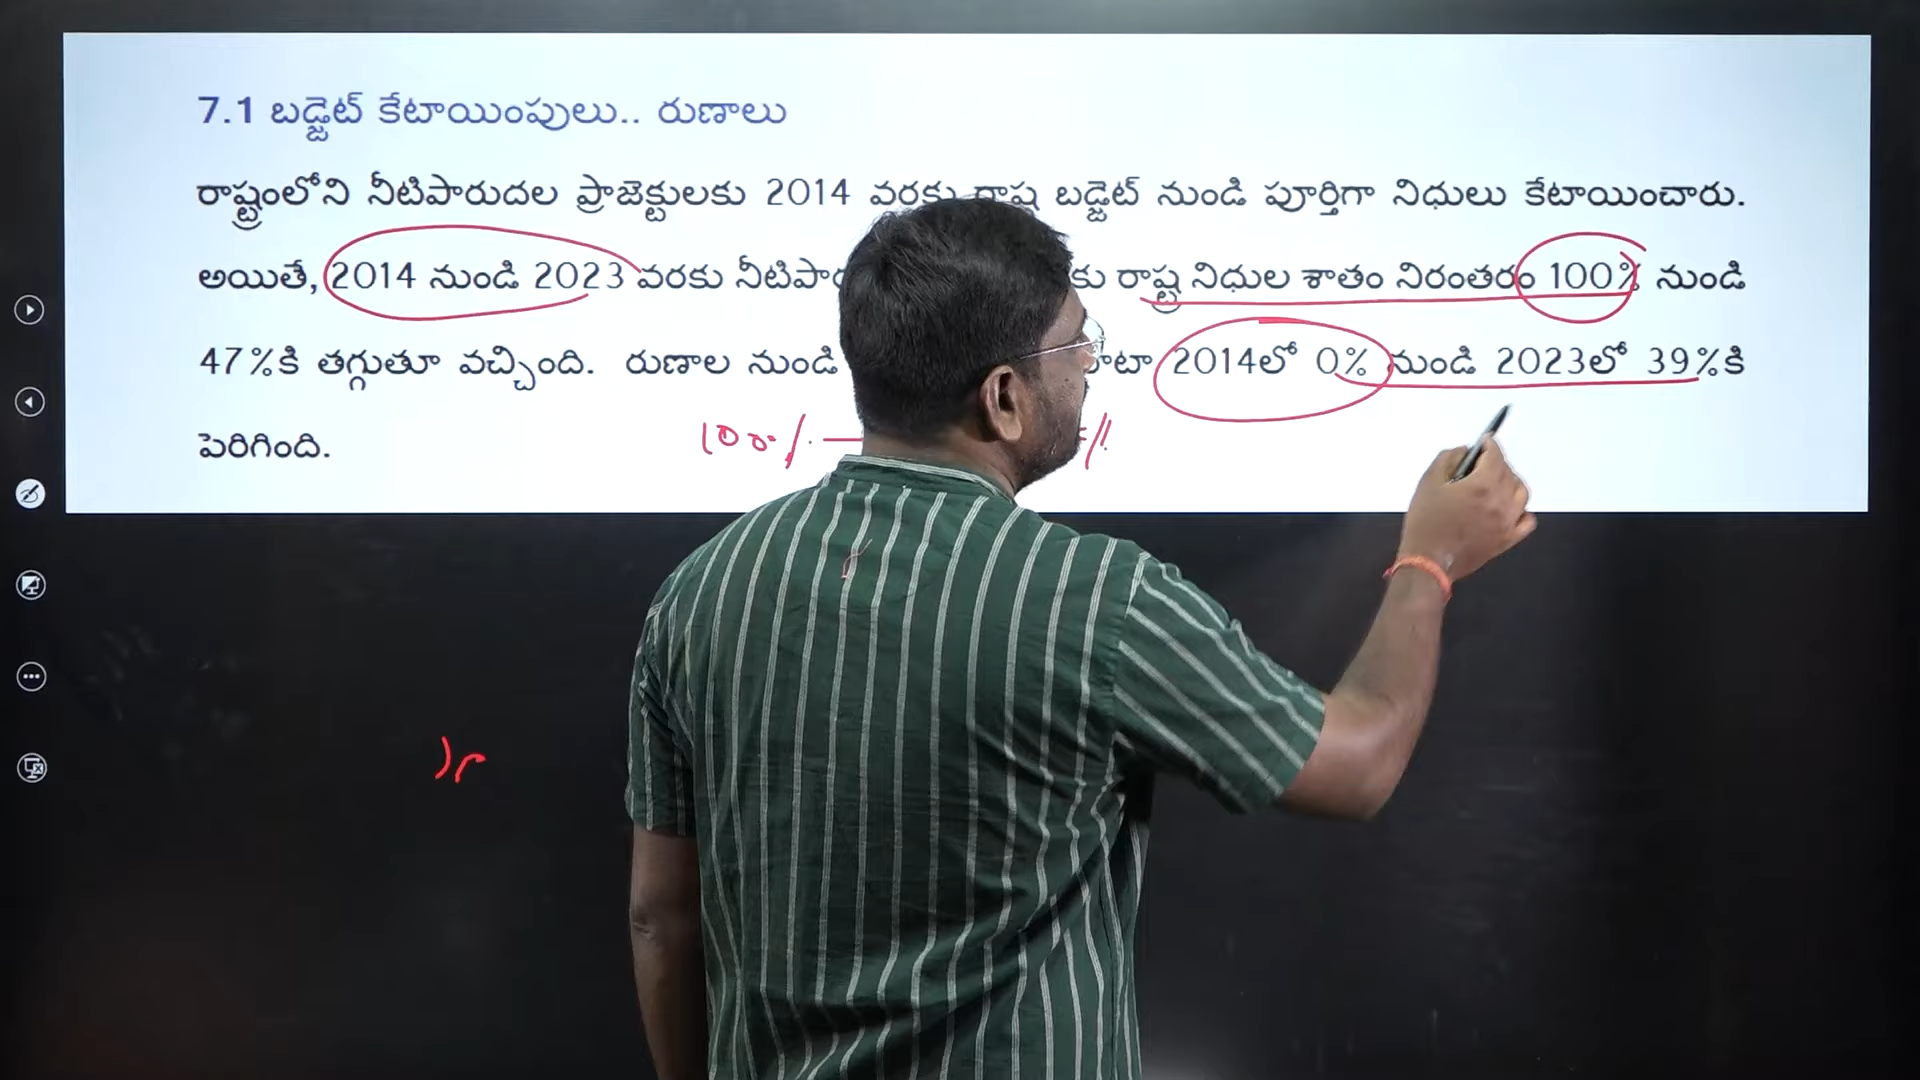 7.1 బడ్జెట్ కేటాయింపులు.. రుణాలు
రాష్ట్రంలోని నీటిపారుదల ప్రాజెక్టులకు 2014 వరకు బడ్జెట్ నుండి పూర్తిగా నిధులు కేటాయించారు.
అయితే, 2014 నుండి 2023 వరకు రాష్ట్ర నిధుల శాతం నిరంతరం 100% నుండి
47%కి తగ్గుతూ వచ్చింది. రుణాల నుండి 2014లో 0% నుండి 2023లో 39%కి
పెరిగింది.
100%